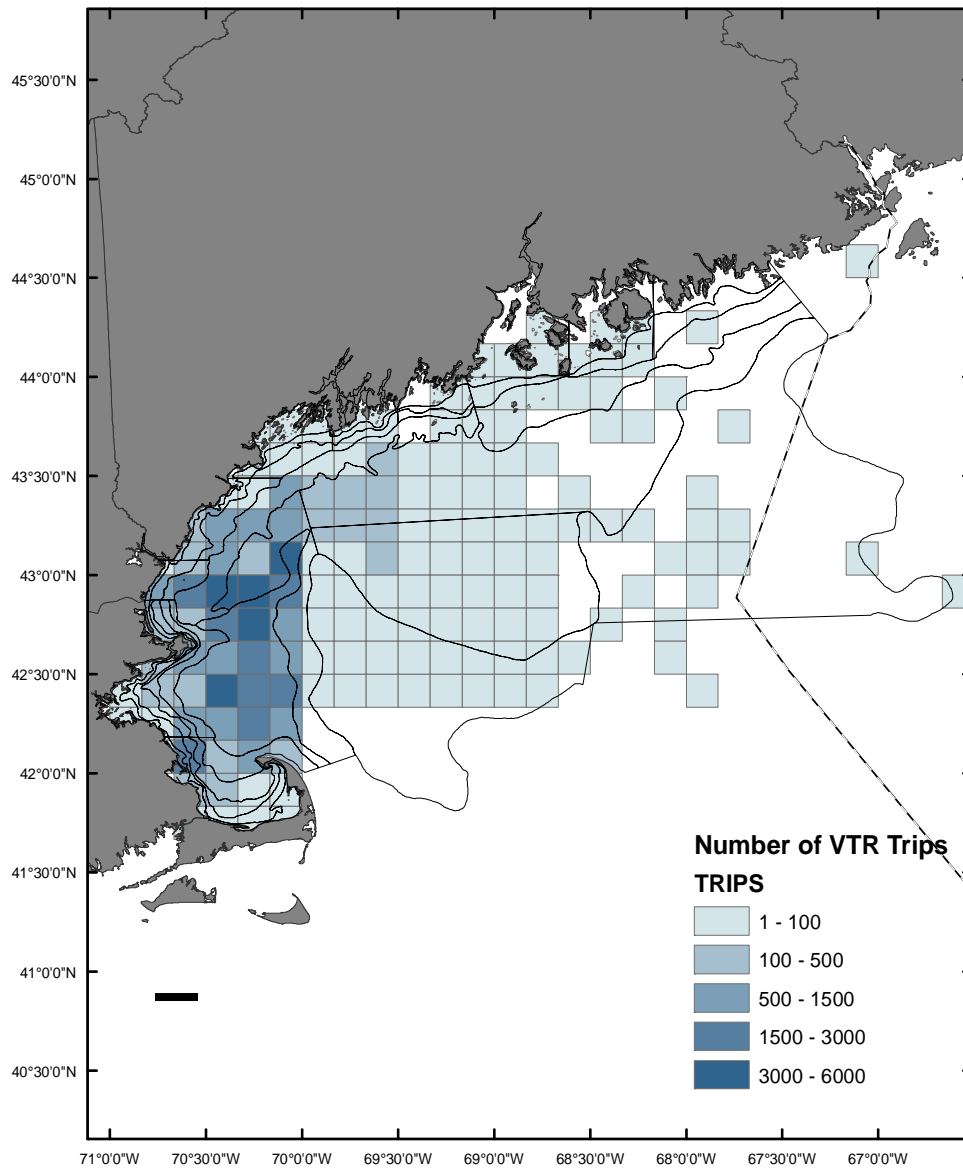 45°30'0"N
45°0'0"N
44°30'0"N
44°0'0"N
43°30'0"N
43°0'0"N
42°30'0"N
42°0'0"N
41°30'0"N
41°0'0"N
40°30'0"N
Number of VTR Trips
TRIPS
1 - 100
100 - 500
500 - 1500
1500 - 3000
3000 - 6000
71°0'0"W 70°30'0"W 70°0'0"W 69°30'0"W 69°0'0"W 68°30'0"W 68°0'0"W 67°30'0"W 67°0'0"W